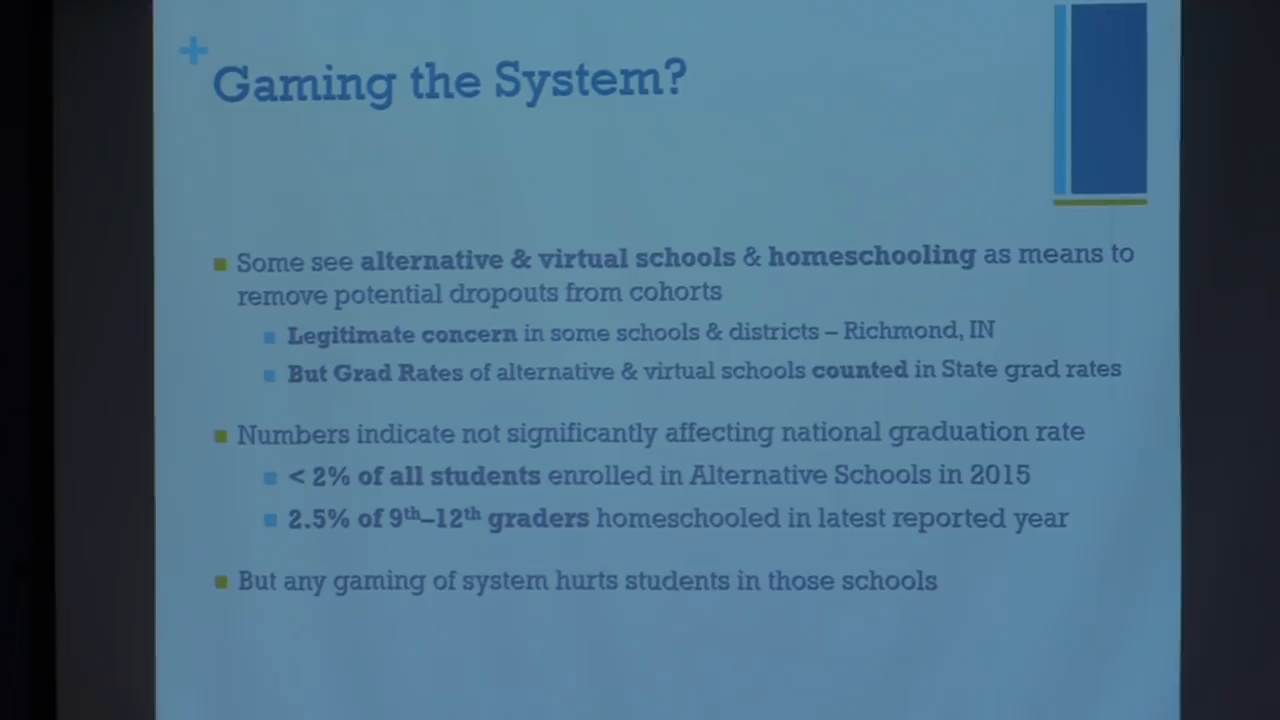 +
Gaming the System?
Some see alternative & virtual schools & homeschooling as means to
remove potential dropouts from cohorts
Legitimate concern in some schools & districts – Richmond, IN
But Grad Rates of alternative & virtual schools counted in State grad rates
Numbers indicate not significantly affecting national graduation rate
< 2% of all students enrolled in Alternative Schools in 2015
2.5% of 9th–12th graders homeschooled in latest reported year
But any gaming of system hurts students in those schools